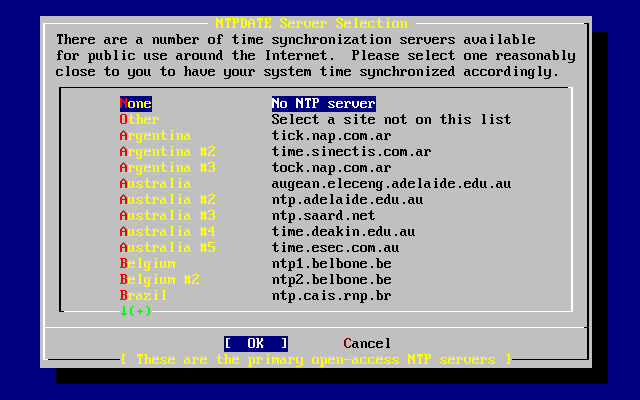 NTPDATE Server Selection
There are a number of time synchronization servers available
for public use around the Internet.  Please select one reasonably
close to you to have your system time synchronized accordingly.
None No NTP server
Other Select a site not on this list
Argentina tick.nap.com.ar
Argentina #2 time.sinectis.com.ar
Argentina #3 tock.nap.com.ar
Australia augean.eleceng.adelaide.edu.au
Australia #2 ntp.adelaide.edu.au
Australia #3 ntp.saard.net
Australia #4 time.deakin.edu.au
Australia #5 time.esec.com.au
Belgium ntp1.belbone.be
Belgium #2 ntp2.belbone.be
Brazil ntp.cais.rnp.br
↓(+)
[  OK  ] Cancel
[ These are the primary open-access NTP servers ]